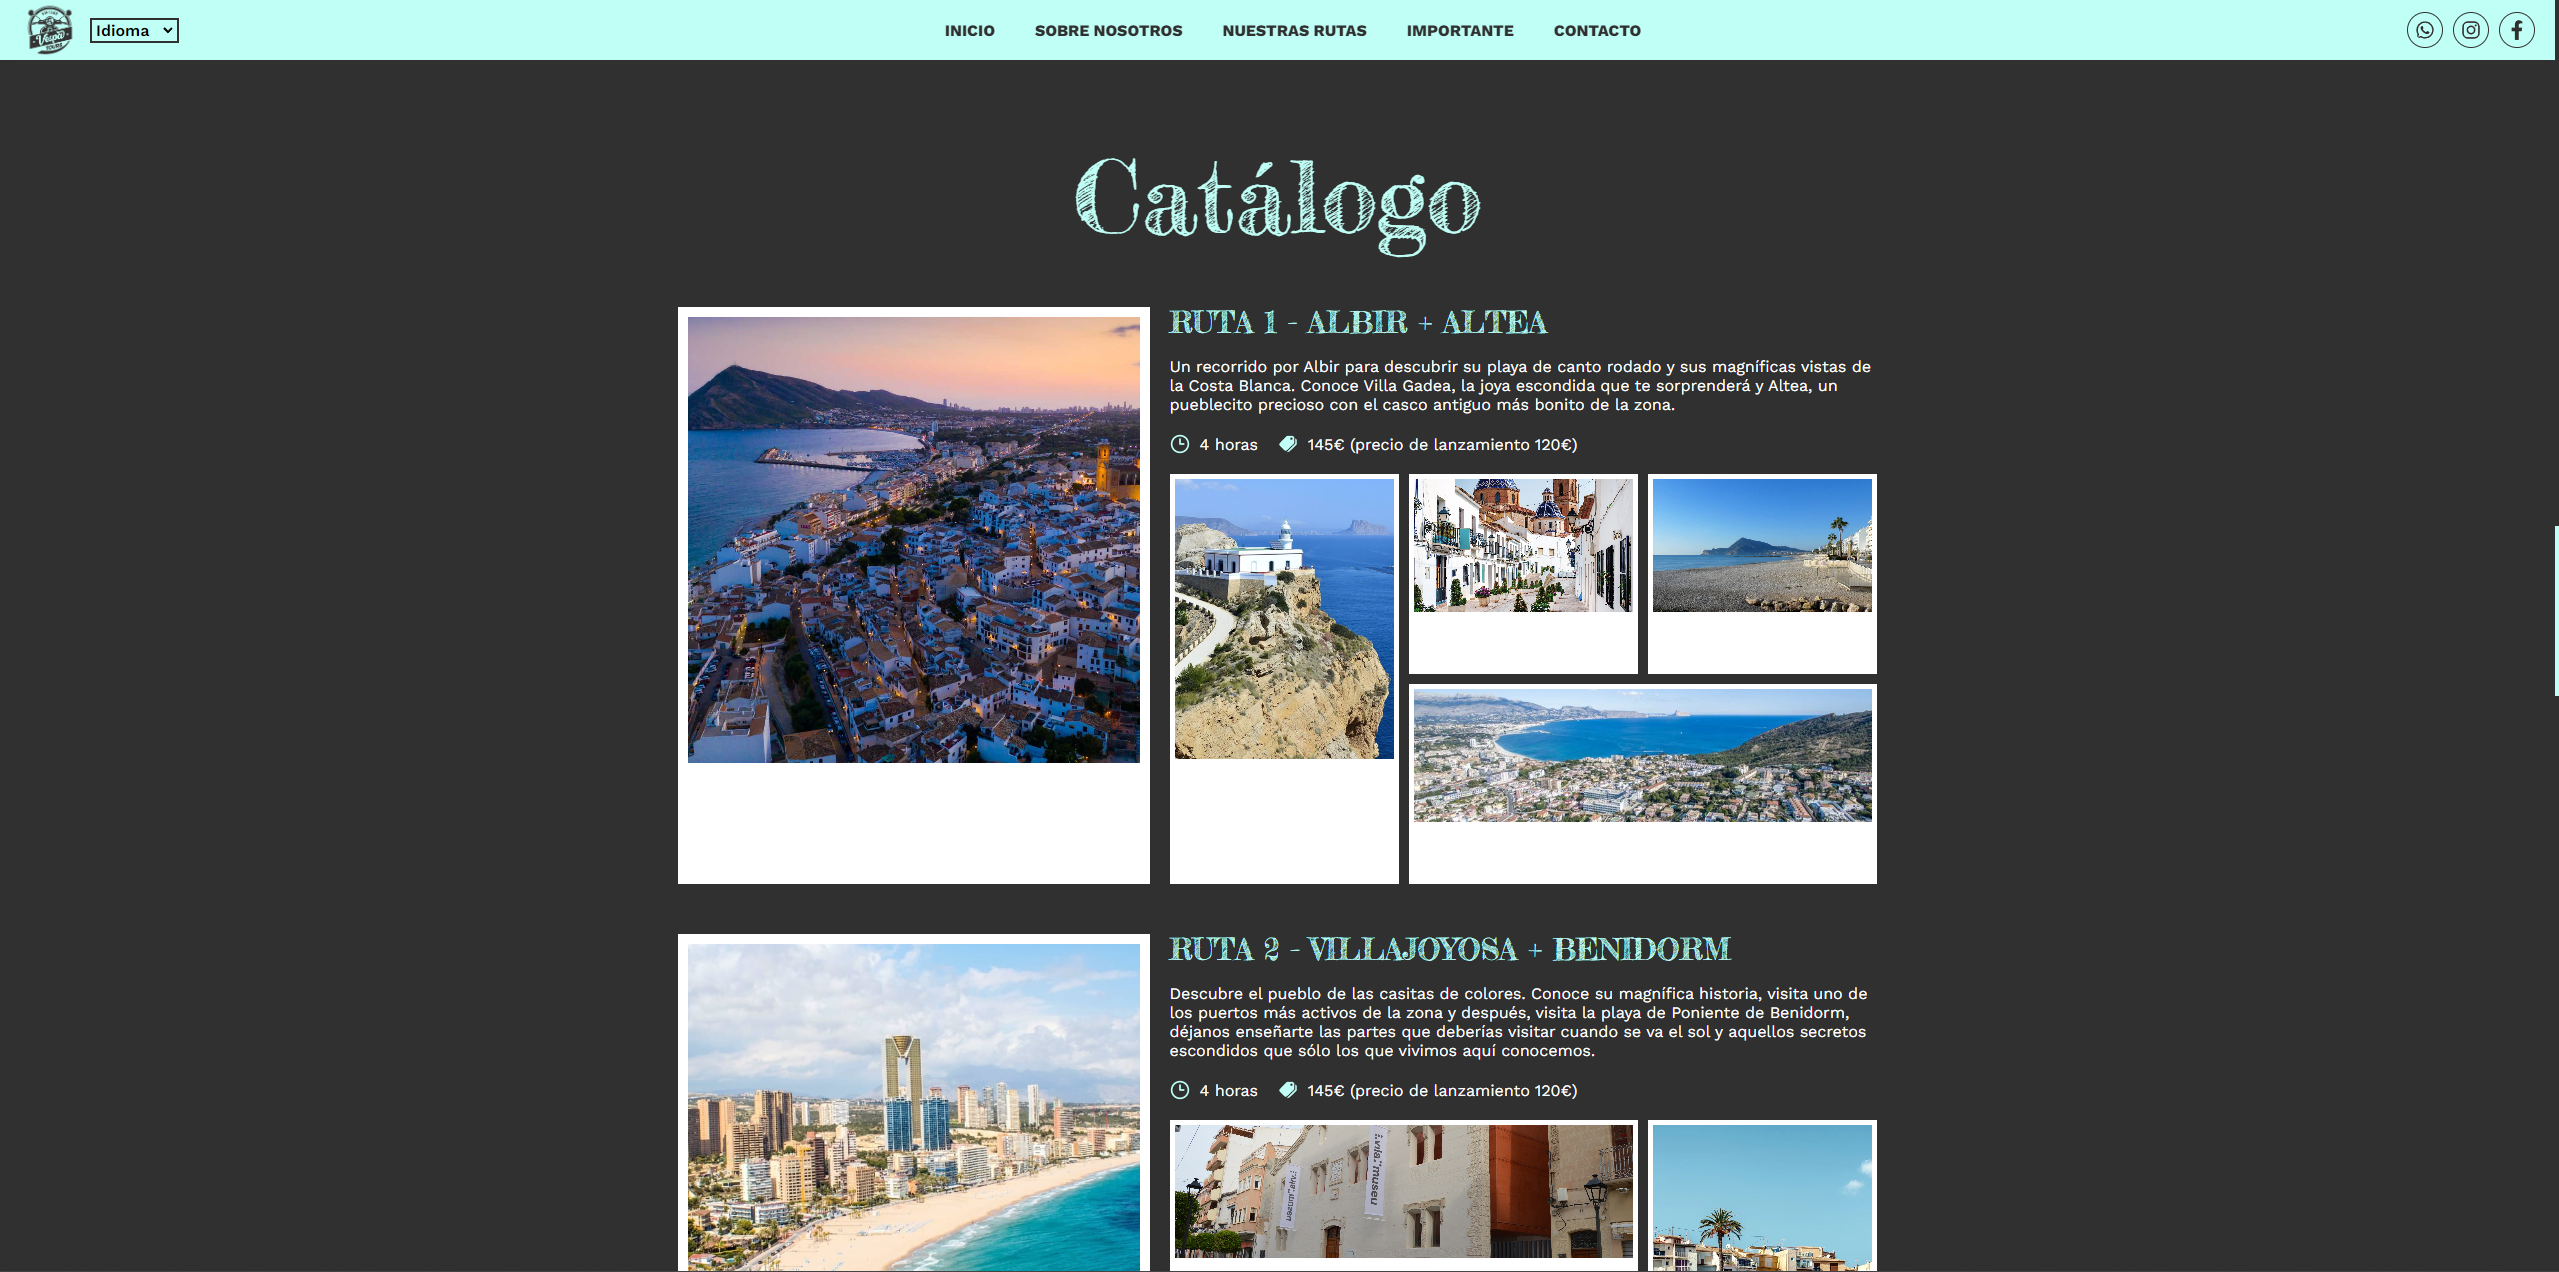 Vespa
TOURS
Idioma
INICIO
SOBRE NOSOTROS
NUESTRAS RUTAS
IMPORTANTE
CONTACTO
Catálogo
RUTA 1 - ALBIR + ALTEA
Un recorrido por Albir para descubrir su playa de canto rodado y sus magníficas vistas de
la Costa Blanca. Conoce Villa Gadea, la joya escondida que te sorprenderá y Altea, un
pueblecito precioso con el casco antiguo más bonito de la zona.
4 horas
145€ (precio de lanzamiento 120€)
RUTA 2 - VILLAJOYOSA + BENIDORM
Descubre el pueblo de las casitas de colores. Conoce su magnífica historia, visita uno de
los puertos más activos de la zona y después, visita la playa de Poniente de Benidorm,
déjanos enseñarte las partes que deberías visitar cuando se va el sol y aquellos secretos
escondidos que sólo los que vivimos aquí conocemos.
4 horas
145€ (precio de lanzamiento 120€)